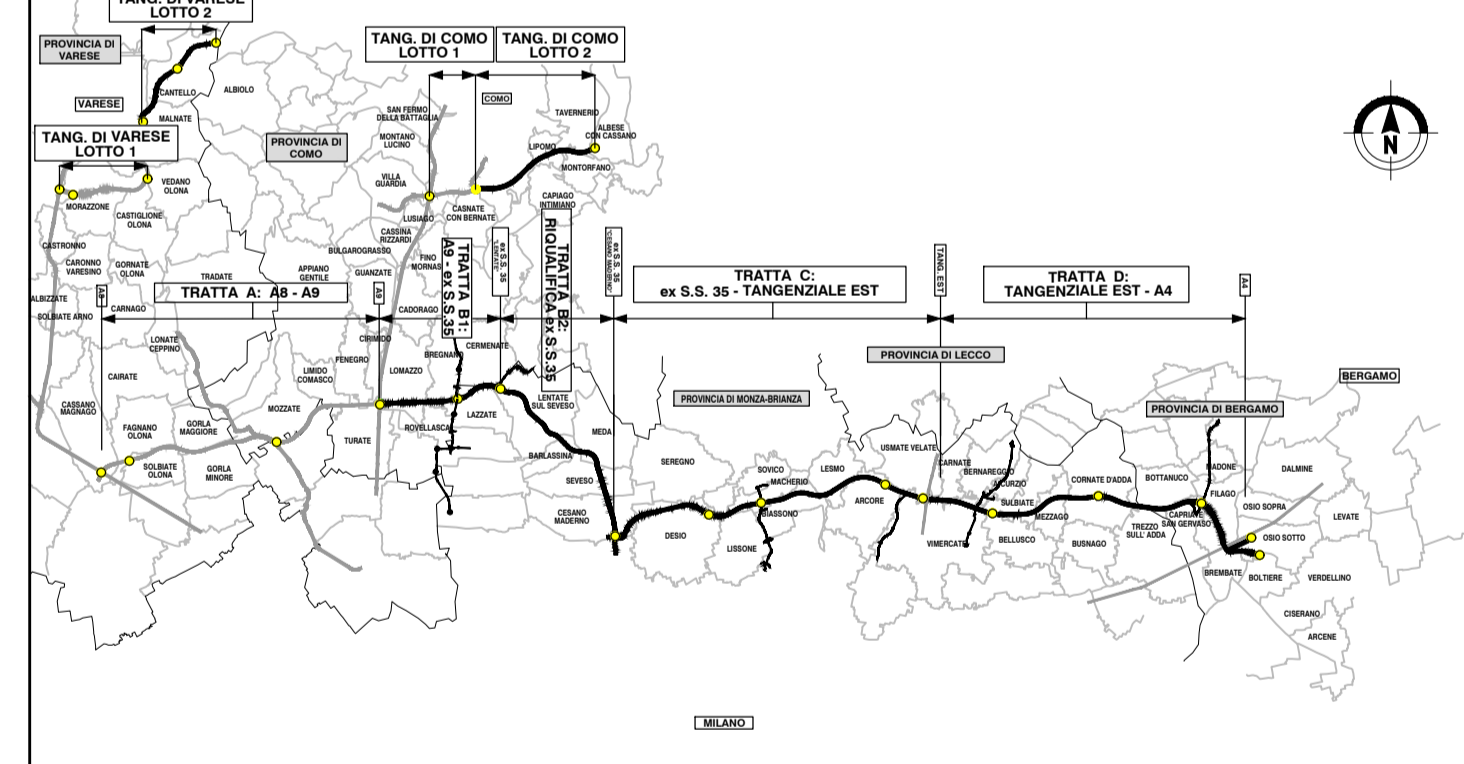 TANG. DI VARESE
LOTTO 2
PROVINCIA DI
VARESE
VARESE
CANTELLO
ALBIOLO
MALNATE
TANG. DI VARESE
LOTTO 1
VEDANO
OLONA
MORAZZONE
CASTIGLIONE
OLONA
PROVINCIA DI
COMO
TANG. DI COMO
LOTTO 1
TANG. DI COMO
LOTTO 2
COMO
SAN FERMO
DELLA BATTAGLIA
MONTANO
LUCINO
VILLA
GUARDIA
TAVERNERIO
ALBESE
CON CASSANO
LIPOMO
MONTORFANO
CAPIAGO
INTIMIANO
LUSIAGO
CASNATE
CON BERNATE
CASSINA
RIZZARDI
BULGAROGRASSO
FINO
MORNAS
GUANZATE
APPIANO
GENTILE
TRADATE
CASTRONNO
CARONNO
VARESINO
GORNATE
OLONA
ALBIZZATE
SOLBIATE ARNO
CARNAGO
A8
TRATTA A: A8 - A9
A9
CADORAGO
TRATTA B1:
A9 - ex S.S.35
ex S.S. 35
"LENTATE"
TRATTA B2:
RIQUALIFICA ex S.S.35
ex S.S. 35
"CESANO MADERNO"
TRATTA C:
ex S.S. 35 - TANGENZIALE EST
TANG. EST
TRATTA D:
TANGENZIALE EST - A4
A4
N
LONATE
CEPPINO
CIRIMIDO
FENEGRO
LIMIDO
COMASCO
LOMAZZO
BREGNANO
CERMENATE
CAIRATE
CASSANO
MAGNAGO
FAGNANO
OLONA
GORLA
MAGGIORE
MOZZATE
SOLBIATE
OLONA
GORLA
MINORE
TURATE
ROVELLASCA
LAZZATE
LENTATE
SUL SEVESO
MEDA
BARLASSINA
SEVESO
CESANO
MADERNO
PROVINCIA DI MONZA-BRIANZA
PROVINCIA DI LECCO
PROVINCIA DI BERGAMO
BERGAMO
SEREGNO
DESIO
SOVICO
MACHERIO
BIASSONO
LISSONE
LESMO
ARCORE
USMATE VELATE
CARNATE
BERNAREGGIO
AICURZIO
SULBIATE
MEZZAGO
VIMERCATE
BELLUSCO
BUSNAGO
CORNATE D'ADDA
TREZZO
SULL' ADDA
BOTTANUCO
MADONE
FILAGO
CAPRIATE
SAN GERVASO
DALMINE
OSIO SOPRA
LEVATE
OSIO SOTTO
BREMBATE
BOLTIERE
VERDELLINO
CISERANO
ARCENE
MILANO